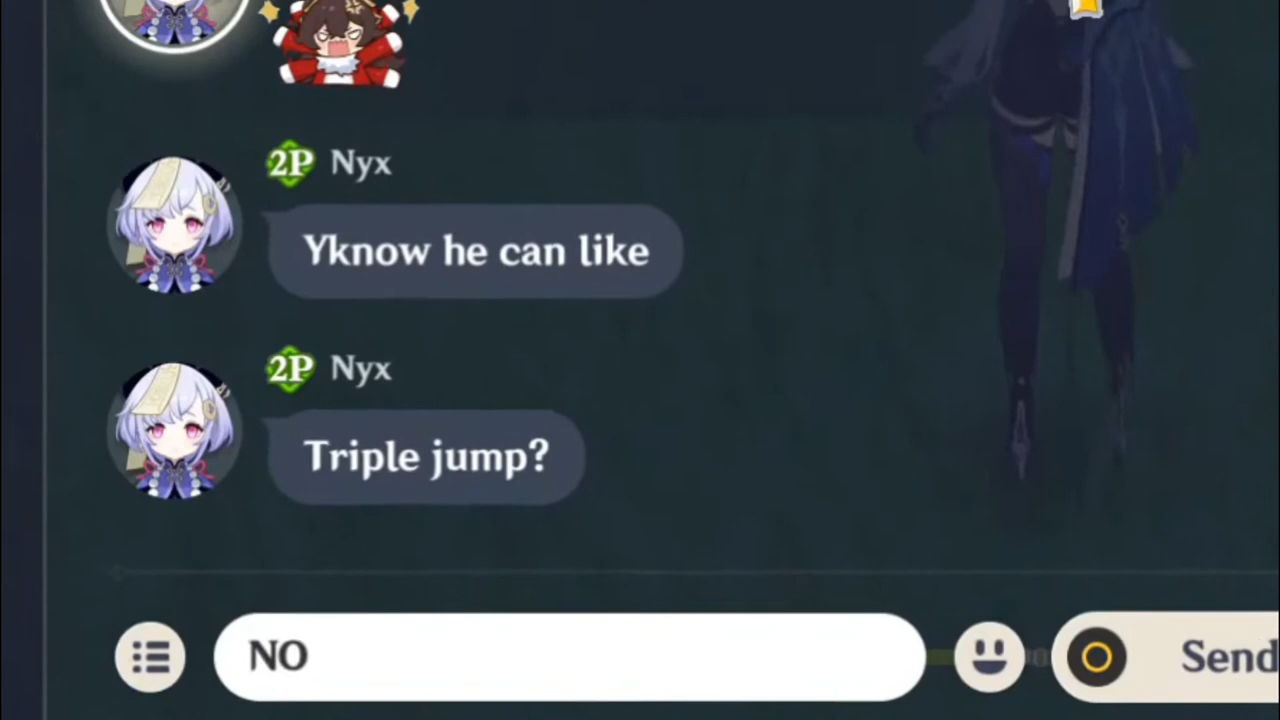 2P Nyx
Yknow he can like
2P Nyx
Triple jump?
NO
Send